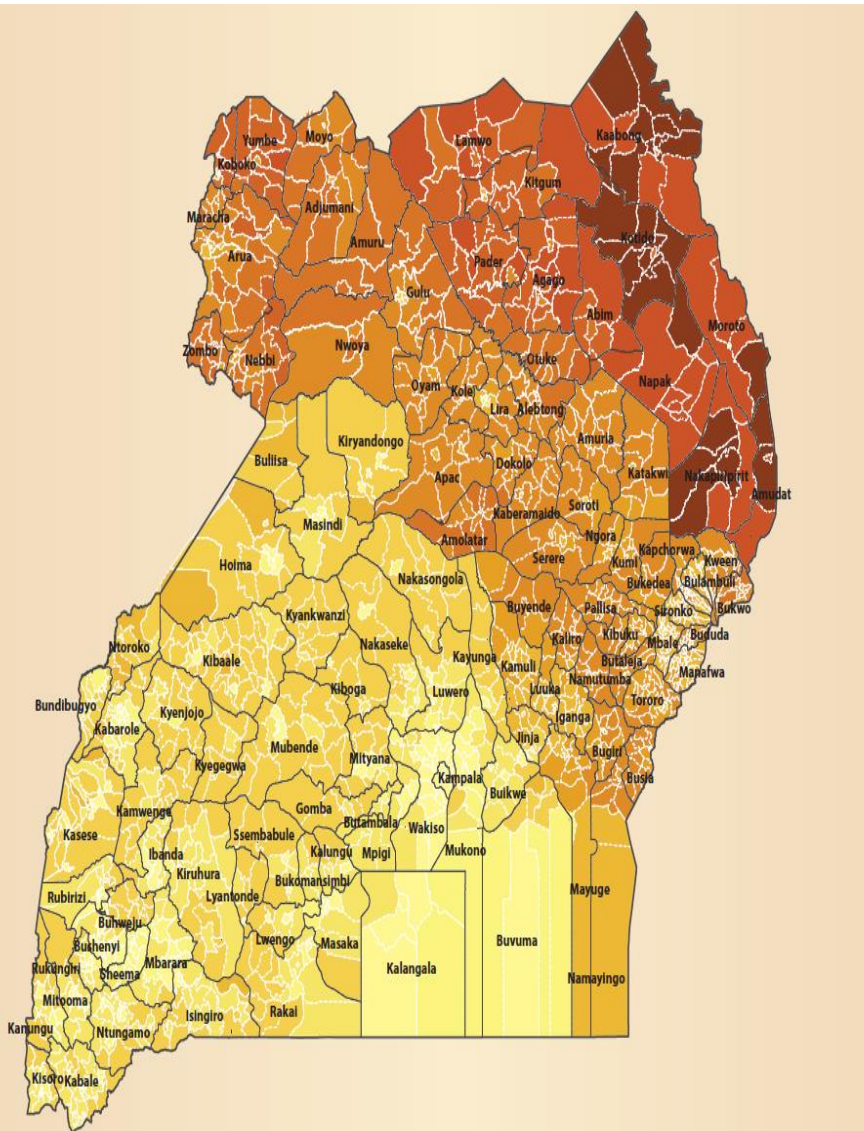 Kaabong
Moyo
Yumbe
Lamwo
Koboko
Kitgum
Adjumani
Maracha
Kotido
Amuru
Arua
Pader
Agago
Gulu
Abim
Moroto
Nwoya
Zombo
Nebbi
Otuke
Napak
Oyam
Kole
Lira
Alebtong
Kiryandongo
Amuria
Buliisa
Dokolo
Katakwi
Apac
Nakapiripirit
Amudat
Kaberamaido
Soroti
Masindi
Amolatar
Ngora
Kapchorwa
Serere
Kumi
Kween
Hoima
Nakasongola
Bukedea
Bulambuli
Kyankwanzi
Buyende
Pallisa
Sironko
Bukwo
Ntoroko
Nakaseke
Kaliro
Kibuku
Mbale
Bududa
Kibaale
Kayunga
Kamuli
Butaleja
Manafwa
Kiboga
Luwero
Luuka
Namutumba
Bundibugyo
Kabarole
Kyenjojo
Iganga
Tororo
Mubende
Mityana
Jinja
Bugiri
Kyegegwa
Kampala
Busia
Buikwe
Kamwenge
Gomba
Kasese
Ssembabule
Butambala
Wakiso
Ibanda
Kalungu
Mpigi
Mukono
Kiruhura
Bukomansimbi
Mayuge
Rubirizi
Lyantonde
Buhweju
Bushenyi
Lwengo
Masaka
Buvuma
Rukungiri
Sheema
Mbarara
Kalangala
Namayingo
Mitooma
Kanungu
Ntungamo
Isingiro
Rakai
Kisoro
Kabale